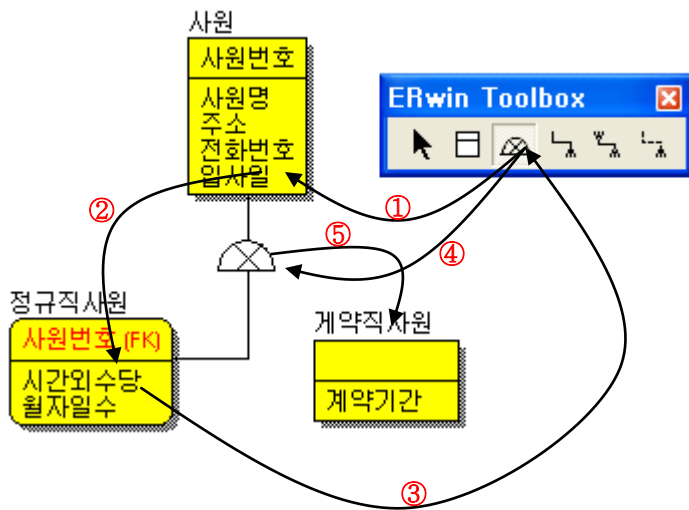 사원
사원번호
사원명
주소
전화번호
입사일
ERwin Toolbox
①
②
⑤
④
정규직사원
사원번호 (FK)
시간외수당
월차일수
계약직사원
계약기간
③